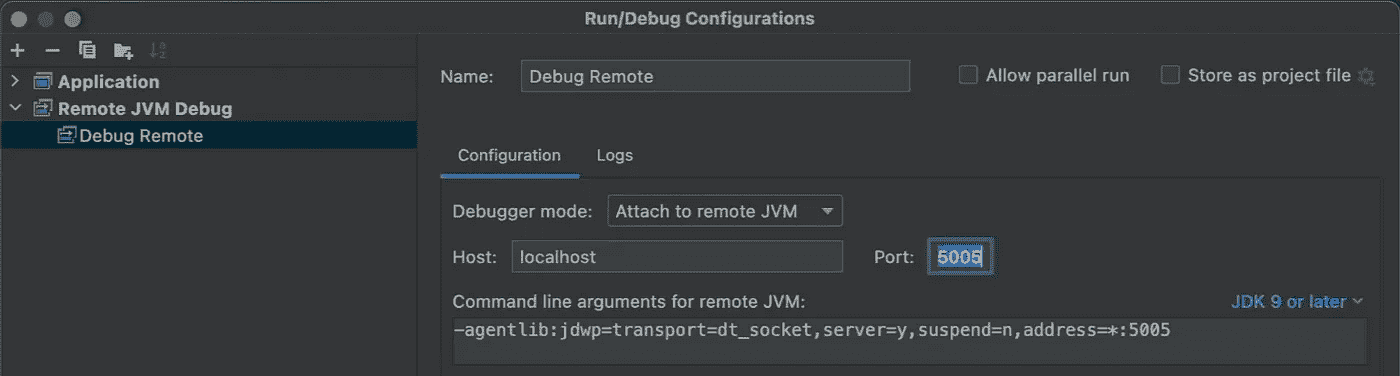 Run/Debug Configurations
Application
Remote JVM Debug
Debug Remote
Name: Debug Remote Allow parallel run Store as project file
Configuration Logs
Debugger mode: Attach to remote JVM
Host: localhost Port: 5005
Command line arguments for remote JVM: JDK 9 or later
-agentlib:jdwp=transport=dt_socket,server=y,suspend=n,address=*:5005